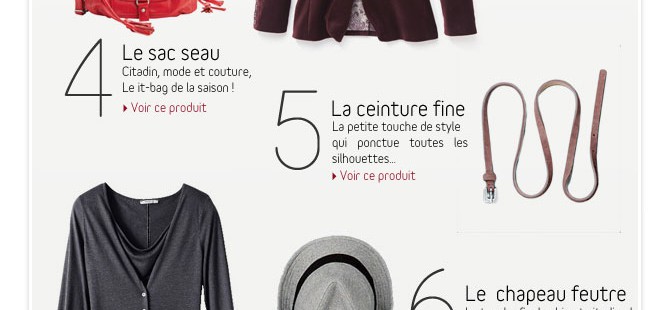 4
Le sac seau
Citadin, mode et couture,
Le it-bag de la saison !
Voir ce produit
5
La ceinture fine
La petite touche de style
qui ponctue toutes les
silhouettes...
Voir ce produit
6
Le chapeau feutre